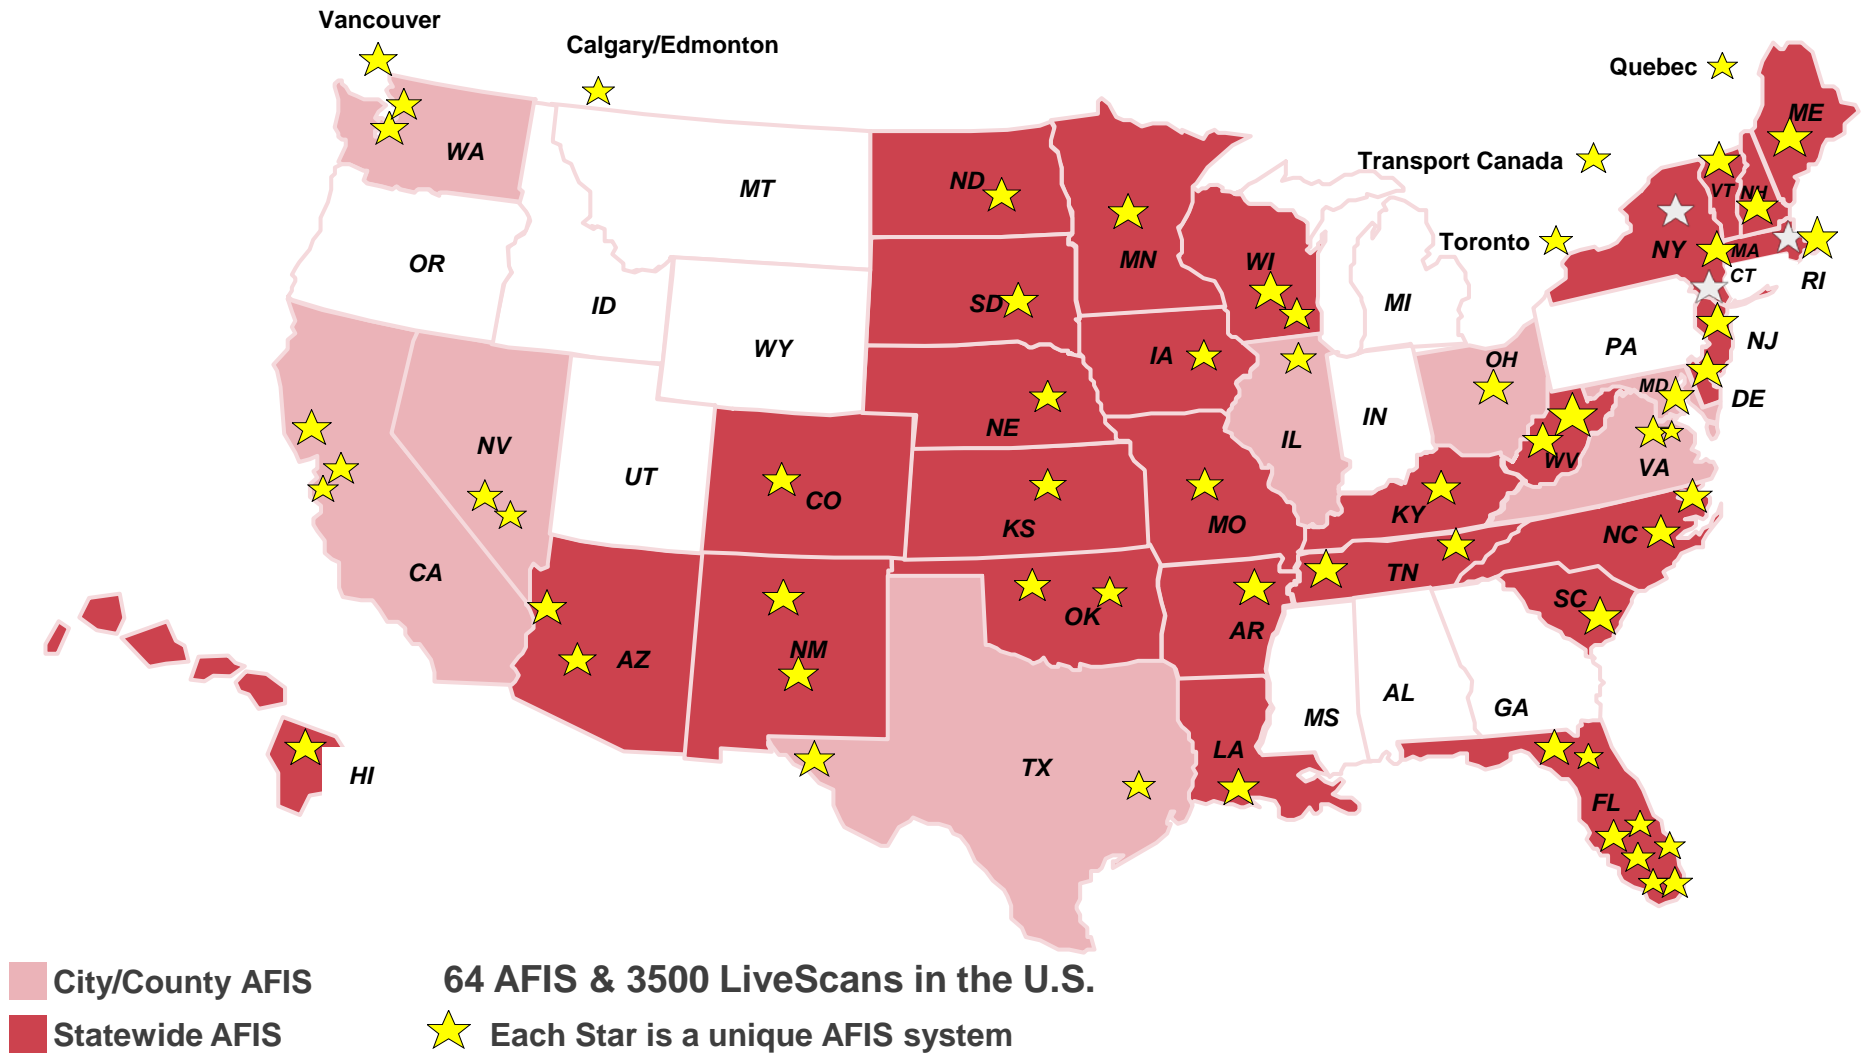 Vancouver
Calgary/Edmonton
Quebec
ME
WA
Transport Canada
MT
ND
VT
NH
OR
MN
WI
Toronto
NY
MA
CT
RI
ID
SD
MI
WY
IA
OH
PA
NJ
MD
DE
NV
NE
IL
IN
WV
VA
UT
CO
KS
MO
KY
NC
CA
TN
SC
OK
AR
AZ
NM
MS
AL
GA
HI
TX
LA
FL
City/County AFIS
64 AFIS & 3500 LiveScans in the U.S.
Statewide AFIS
Each Star is a unique AFIS system